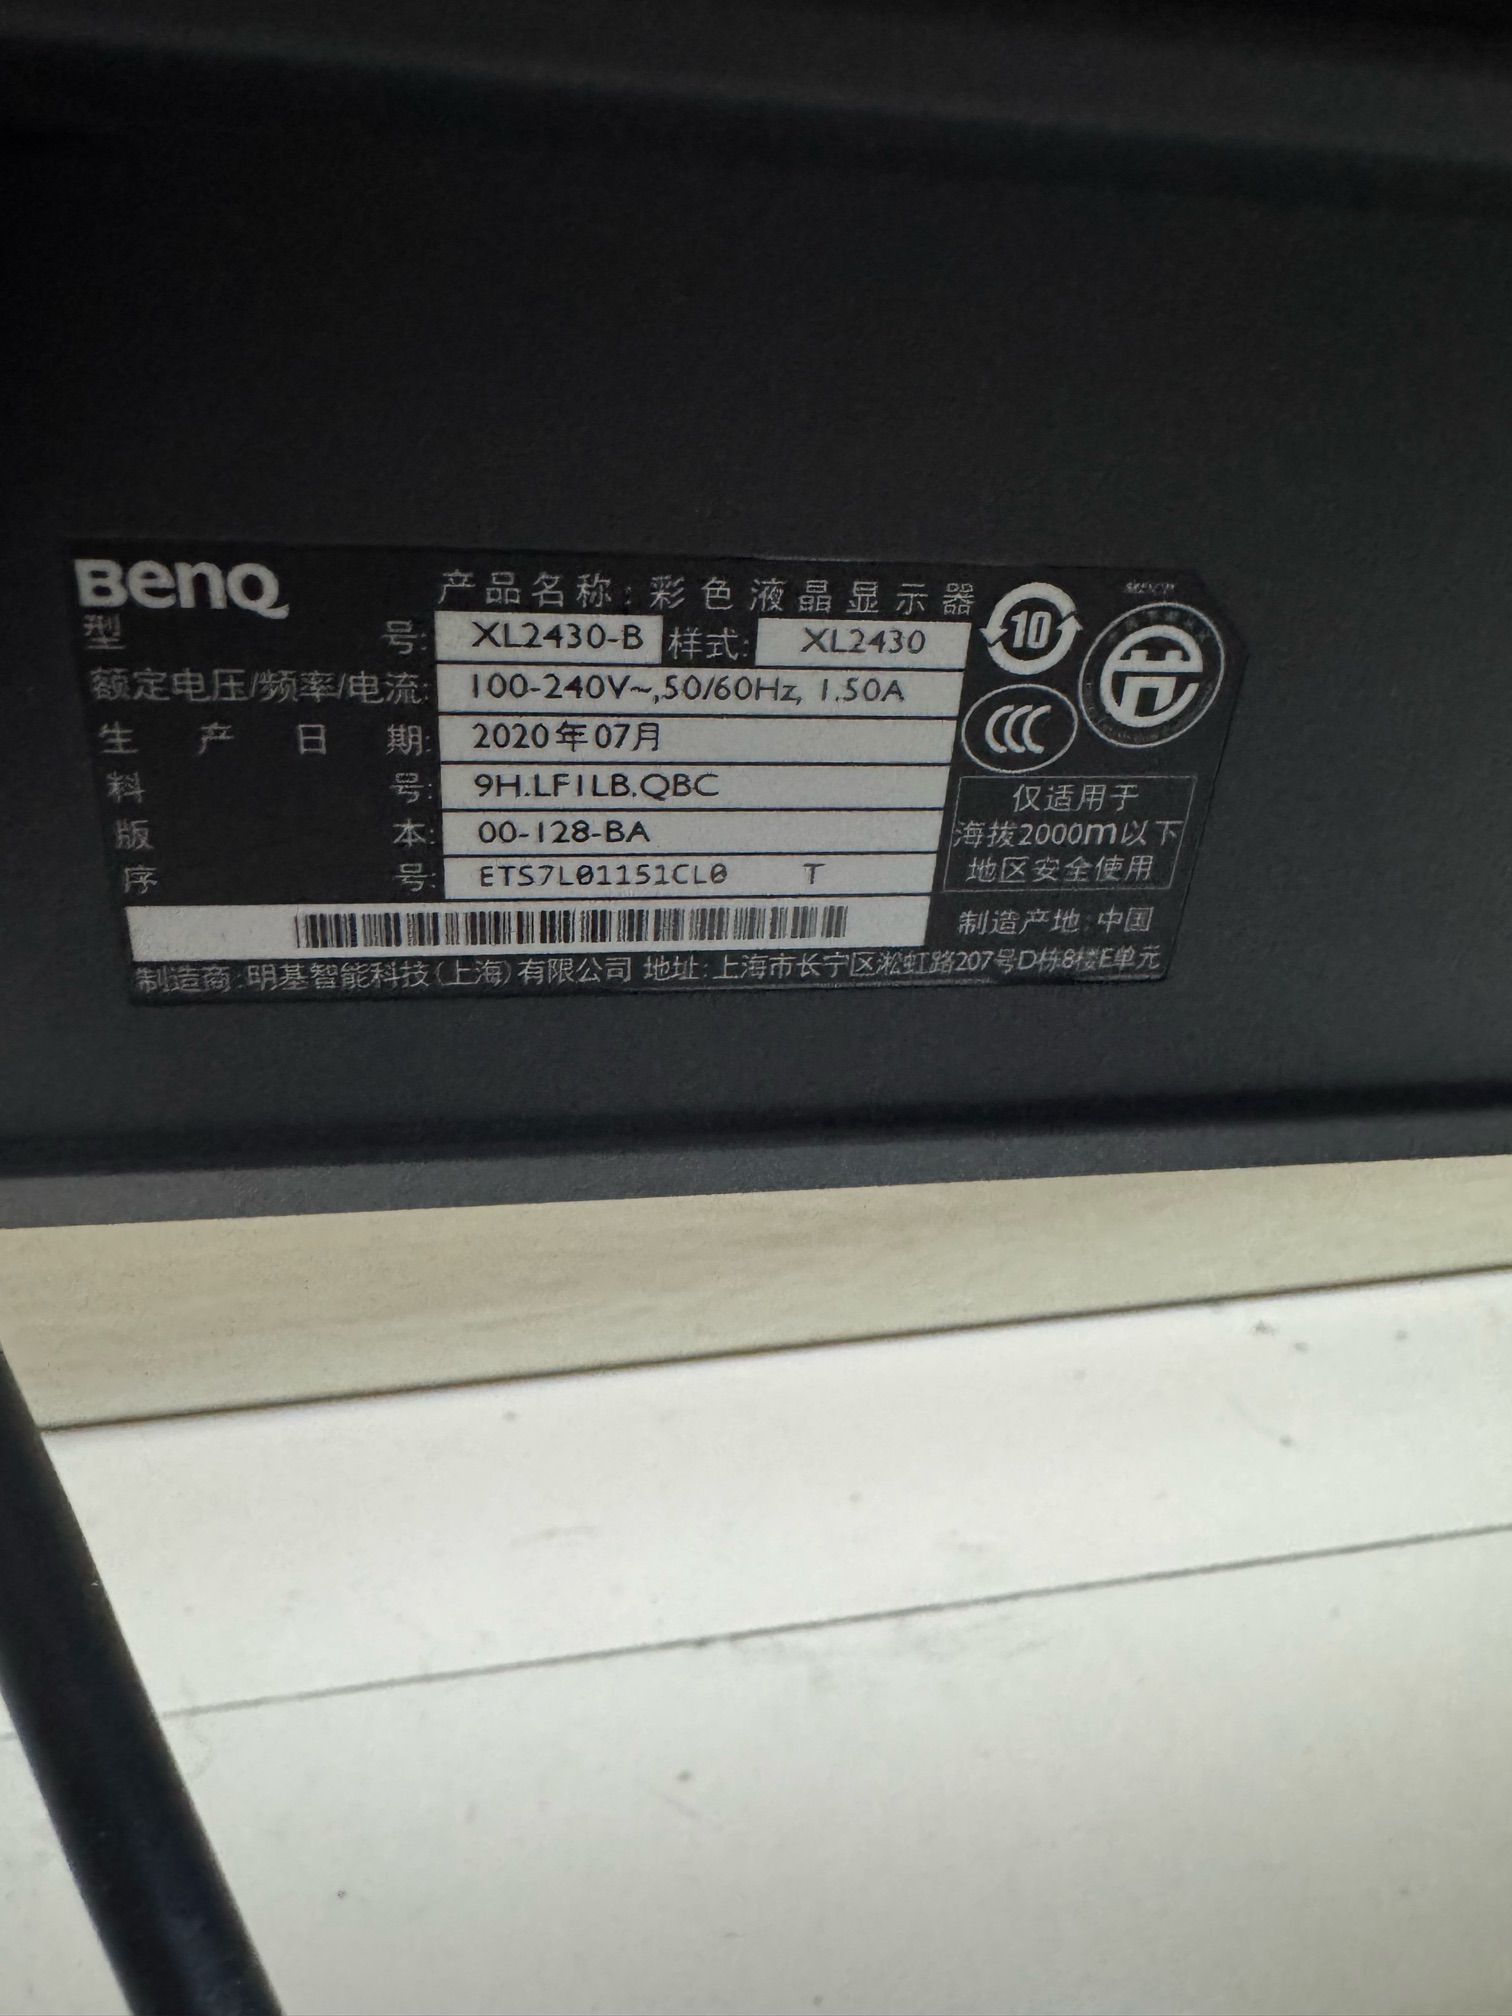 BenQ 产品名称: 彩色液晶显示器
型号: XL2430-B 样式: XL2430
额定电压/频率/电流: 100-240V~,50/60Hz, 1.50A
生产日期: 2020年07月
料号: 9H.LF1LB.QBC
版本: 00-128-BA
序号: ETS7L01151CL0 T
10
CCC
仅适用于
海拔2000m以下
地区安全使用
制造产地: 中国
制造商: 明基智能科技(上海)有限公司 地址: 上海市长宁区淞虹路207号D栋8楼E单元